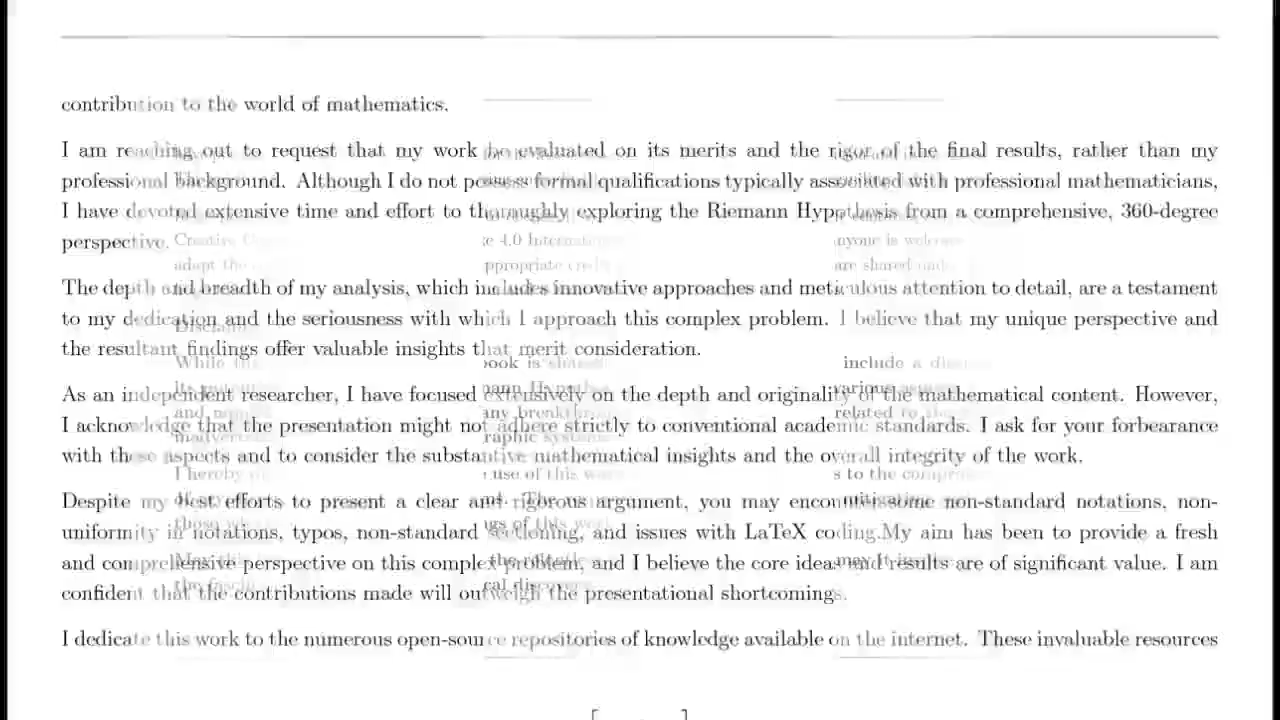 contribution to the world of mathematics.
I am reaching out to request that my work be evaluated on its merits and the rigor of the final results, rather than my
professional background. Although I do not possess formal qualifications typically associated with professional mathematicians,
I have devoted extensive time and effort to thoroughly exploring the Riemann Hypothesis from a comprehensive, 360-degree
perspective.
The depth and breadth of my analysis, which includes innovative approaches and meticulous attention to detail, are a testament
to my dedication and the seriousness with which I approach this complex problem. I believe that my unique perspective and
the resultant findings offer valuable insights that merit consideration.
As an independent researcher, I have focused extensively on the depth and originality of the mathematical content. However,
I acknowledge that the presentation might not adhere strictly to conventional academic standards. I ask for your forbearance
with these aspects and to consider the substantive mathematical insights and the overall integrity of the work.
Despite my best efforts to present a clear and rigorous argument, you may encounter some non-standard notations, non-
uniformity in notations, typos, non-standard sectioning, and issues with LaTeX coding.My aim has been to provide a fresh
and comprehensive perspective on this complex problem, and I believe the core ideas and results are of significant value. I am
confident that the contributions made will outweigh the presentational shortcomings.
I dedicate this work to the numerous open-source repositories of knowledge available on the internet. These invaluable resources